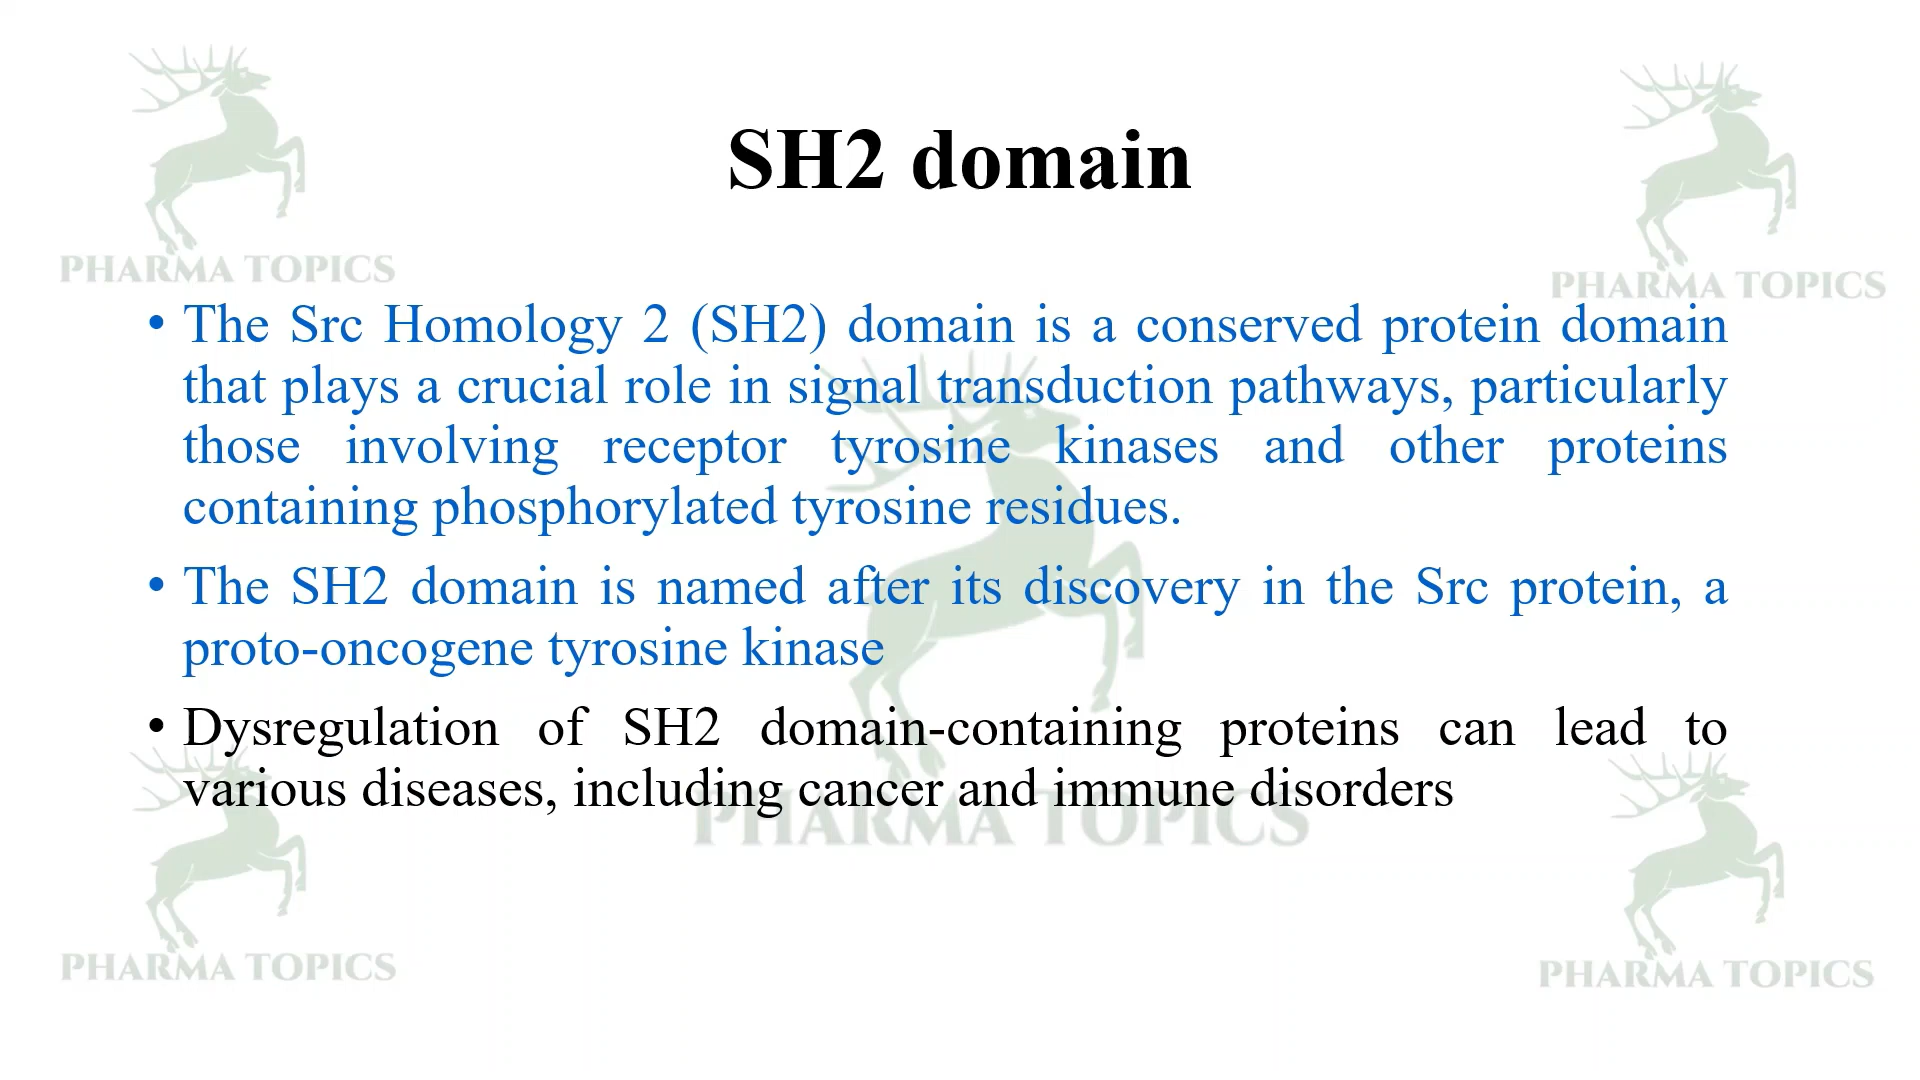 SH2 domain
PHARMA TOPICS
PHARMA TOPICS
• The Src Homology 2 (SH2) domain is a conserved protein domain
that plays a crucial role in signal transduction pathways, particularly
those involving receptor tyrosine kinases and other proteins
containing phosphorylated tyrosine residues.
• The SH2 domain is named after its discovery in the Src protein, a
proto-oncogene tyrosine kinase
• Dysregulation of SH2 domain-containing proteins can lead to
various diseases, including cancer and immune disorders
PHARMA TOPICS
PHARMA TOPICS
PHARMA TOPICS